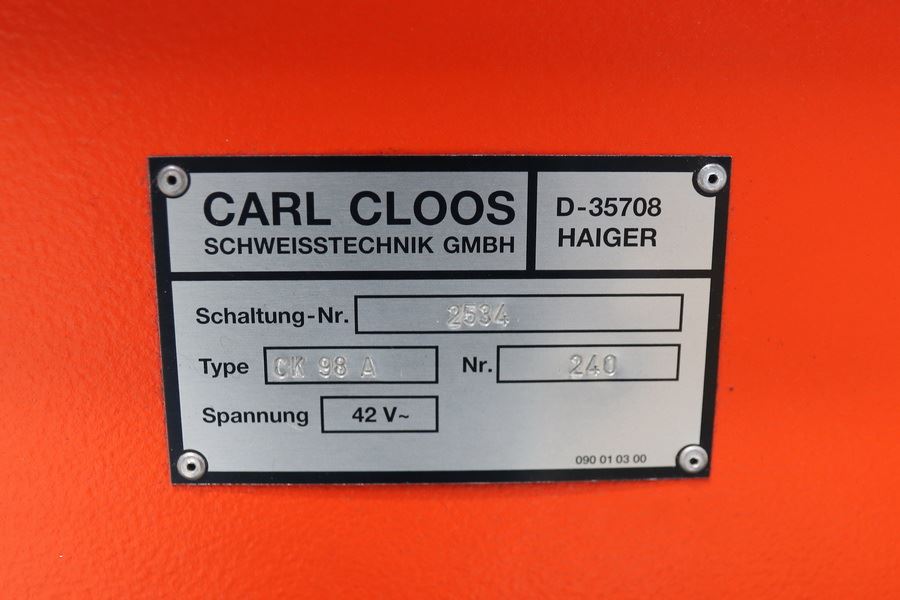 CARL CLOOS
SCHWEISSTECHNIK GMBH
D-35708
HAIGER
Schaltung-Nr. 2534
Type CK 98 A Nr. 240
Spannung 42 V~
090 01 03 00